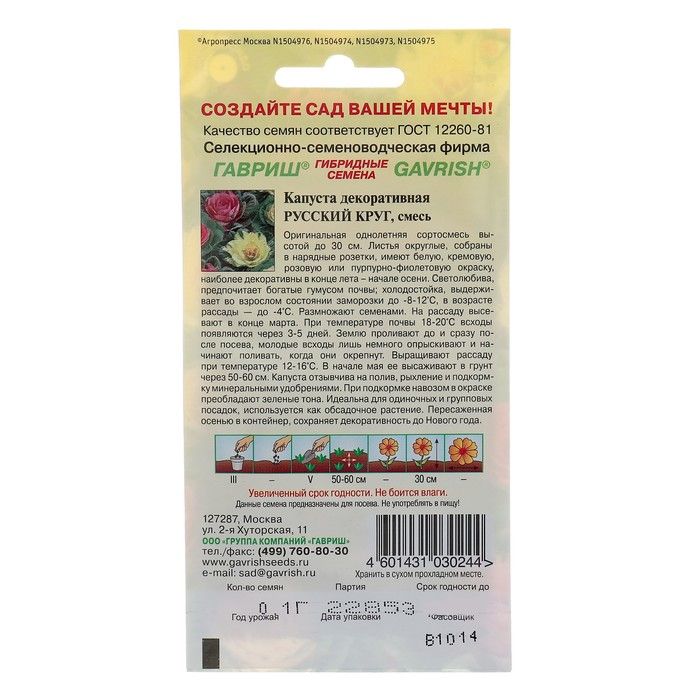 ©Агропресс Москва N1504976, N1504974, N1504973, N1504975
СОЗДАЙТЕ САД ВАШЕЙ МЕЧТЫ!
Качество семян соответствует ГОСТ 12260-81
Селекционно-семеноводческая фирма
ГАВРИШ® ГИБРИДНЫЕ СЕМЕНА GAVRISH®
Капуста декоративная
РУССКИЙ КРУГ, смесь
Оригинальная однолетняя сортосмесь вы-
сотой до 30 см. Листья округлые, собраны
в нарядные розетки, имеют белую, кремовую,
розовую или пурпурно-фиолетовую окраску,
наиболее декоративны в конце лета – начале осени. Светолюбива,
предпочитает богатые гумусом почвы; холодостойка, выдержи-
вает во взрослом состоянии заморозки до -8-12˚С, в возрасте
рассады — до -4˚С. Размножают семенами. На рассаду высе-
вают в конце марта. При температуре почвы 18-20˚С всходы
появляются через 3-5 дней. Землю проливают до и сразу по-
сле посева, молодые всходы лишь немного опрыскивают и на-
чинают поливать, когда они окрепнут. Выращивают рассаду
при температуре 12-16˚С. В начале мая ее высаживают в грунт
через 50-60 см. Капуста отзывчива на полив, рыхление и подкорм-
ку минеральными удобрениями. При подкормке навозом в окраске
преобладают зеленые тона. Идеальна для одиночных и групповых
посадок, используется как обсадочное растение. Пересаженная
осенью в контейнер, сохраняет декоративность до Нового года.
III – V 50-60 см – 30 см –
Увеличенный срок годности. Не боится влаги.
Данные семена предназначены для посева. Не употреблять в пищу!
127287, Москва
ул. 2-я Хуторская, 11
ООО «ГРУППА КОМПАНИЙ «ГАВРИШ»
тел./факс: (499) 760-80-30
www.gavrishseeds.ru
e-mail: sad@gavrish.ru
4 601431 030244
Хранить в сухом прохладном месте.
Кол-во семян Партия Срок годности до
0,1Г 22853
Год урожая Дата упаковки Фасовщик
В1014